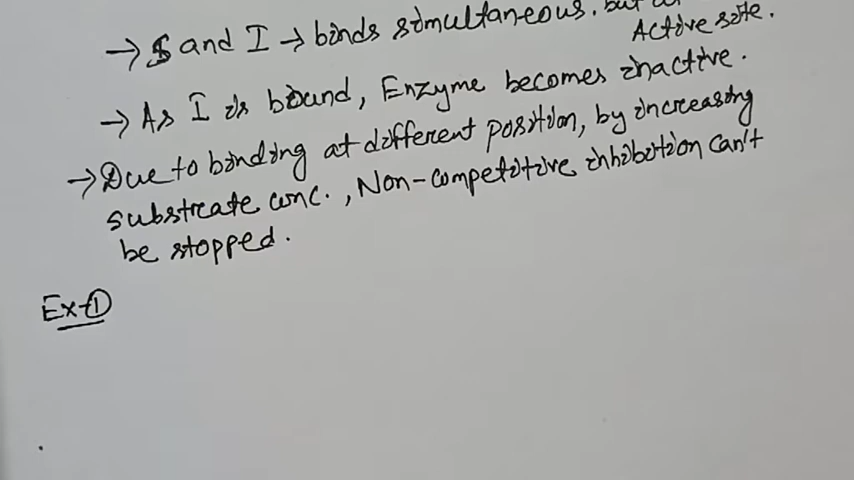 → S and I → binds simultaneous. but
Active site.
→ As I is bound, Enzyme becomes inactive.
→ Due to binding at different position, by increasing
substrate conc., Non-competitive inhibition can't
be stopped.
Ex-①